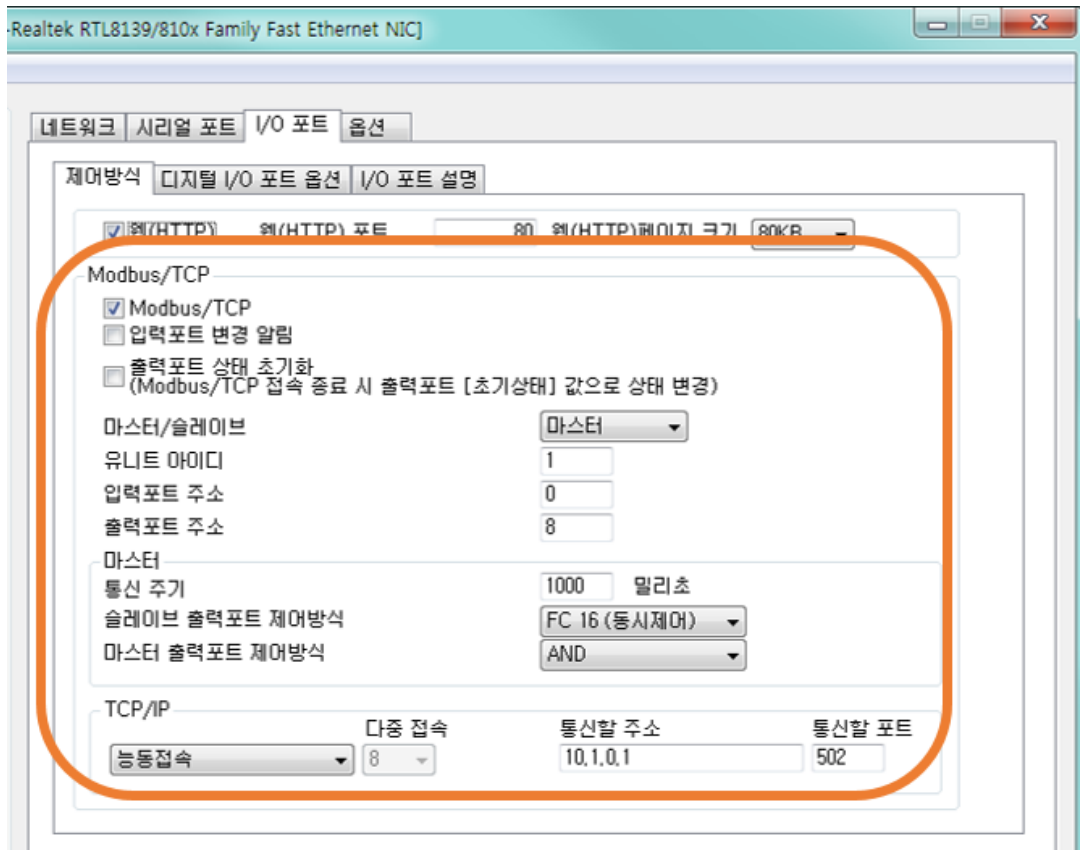 -Realtek RTL8139/810x Family Fast Ethernet NIC]
네트워크 시리얼 포트 I/O 포트 옵션
제어방식 디지털 I/O 포트 옵션 I/O 포트 설명
웹(HTTP) 웹(HTTP) 포트 80 웹(HTTP)페이지 크기 80KB
Modbus/TCP
Modbus/TCP
입력포트 변경 알림
출력포트 상태 초기화
(Modbus/TCP 접속 종료 시 출력포트 [초기상태] 값으로 상태 변경)
마스터/슬레이브 마스터
유니트 아이디 1
입력포트 주소 0
출력포트 주소 8
마스터
통신 주기 1000 밀리초
슬레이브 출력포트 제어방식 FC 16 (동시제어)
마스터 출력포트 제어방식 AND
TCP/IP
다중 접속 통신할 주소 통신할 포트
능동접속 8 10,1,0,1 502